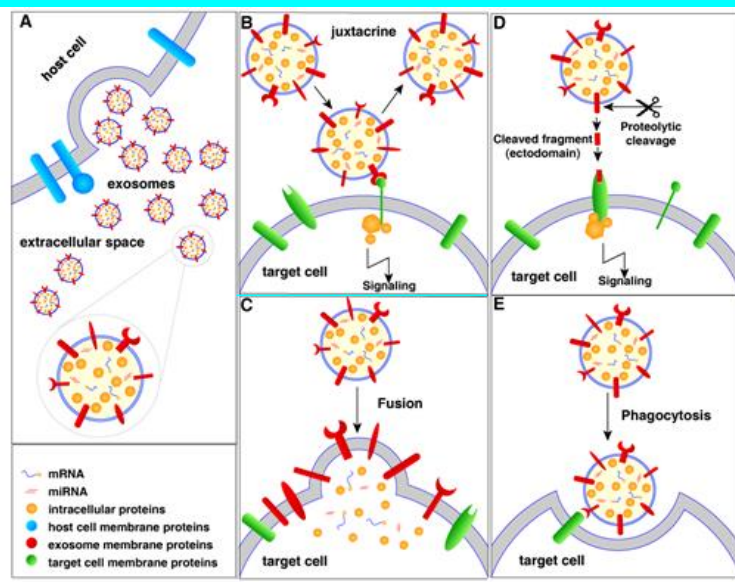 A
host cell
exosomes
extracellular space
mRNA
miRNA
intracellular proteins
host cell membrane proteins
exosome membrane proteins
target cell membrane proteins
B
juxtacrine
target cell
Signaling
C
Fusion
target cell
D
Proteolytic
cleavage
Cleaved fragment
(ectodomain)
target cell
Signaling
E
Phagocytosis
target cell